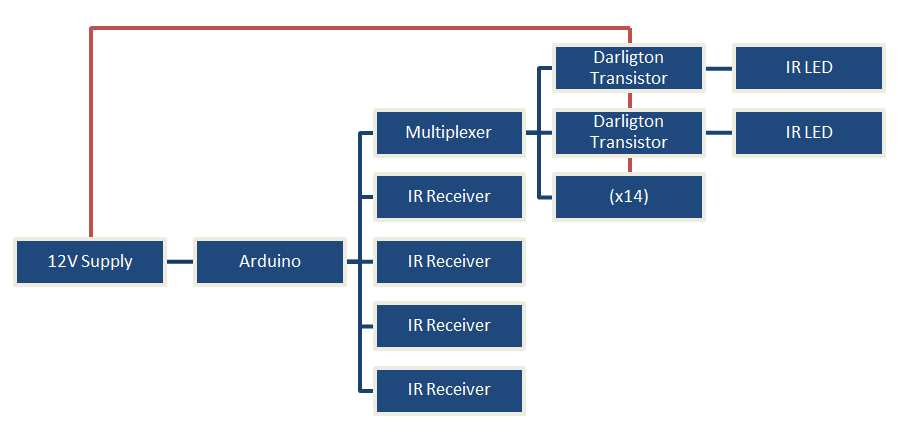 Darligton
Transistor
IR LED
Multiplexer
Darligton
Transistor
IR LED
IR Receiver
(x14)
12V Supply
Arduino
IR Receiver
IR Receiver
IR Receiver